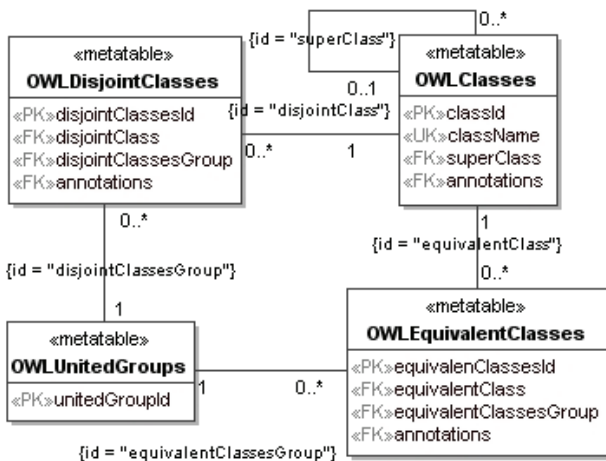 {id = "superClass"}
0..*
0..1
«metatable»
OWLDisjointClasses
«PK»disjointClassesId
«FK»disjointClass
«FK»disjointClassesGroup
«FK»annotations
{id = "disjointClass"}
0..*
1
«metatable»
OWLClasses
«PK»classId
«UK»className
«FK»superClass
«FK»annotations
0..*
{id = "disjointClassesGroup"}
1
1
{id = "equivalentClass"}
0..*
«metatable»
OWLUnitedGroups
«PK»unitedGroupId
1
0..*
{id = "equivalentClassesGroup"}
«metatable»
OWLEquivalentClasses
«PK»equivalenClassesId
«FK»equivalentClass
«FK»equivalentClassesGroup
«FK»annotations